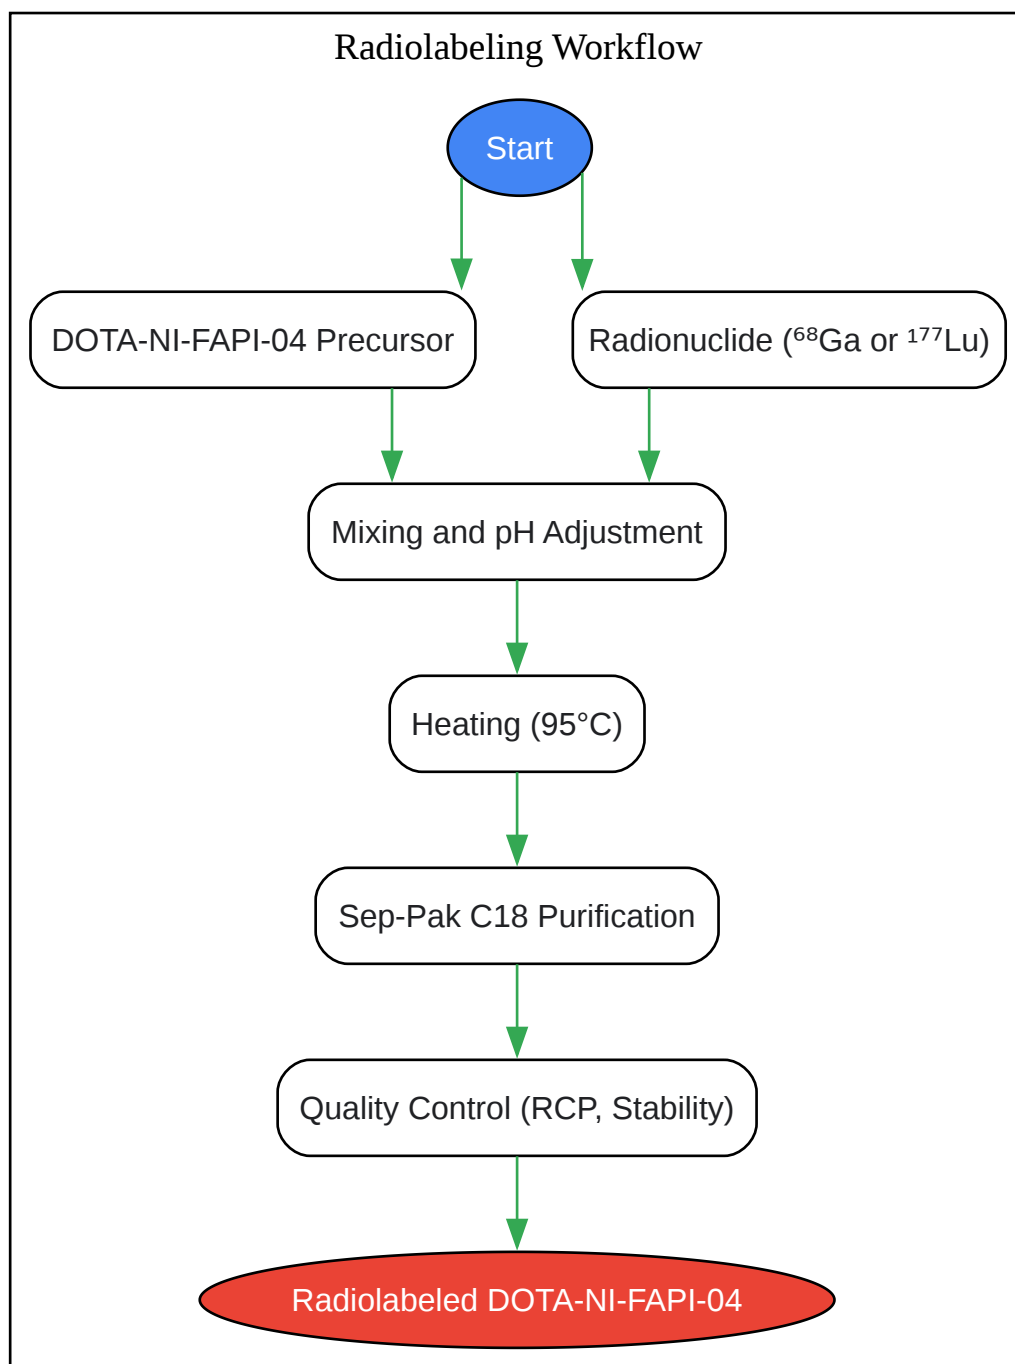 Radiolabeling Workflow
Start
DOTA-NI-FAPI-04 Precursor
Radionuclide (⁶⁸Ga or ¹⁷⁷Lu)
Mixing and pH Adjustment
Heating (95°C)
Sep-Pak C18 Purification
Quality Control (RCP, Stability)
Radiolabeled DOTA-NI-FAPI-04